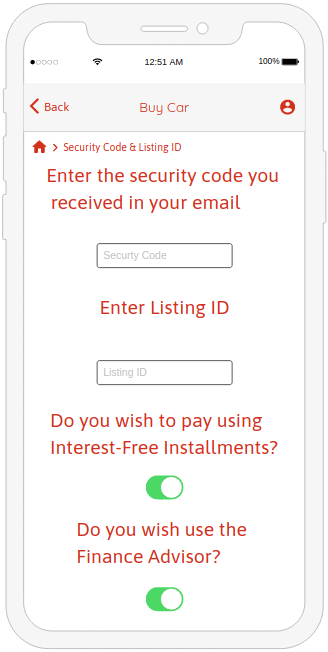 12:51 AM
100%
Back
Buy Car
Security Code & Listing ID
Enter the security code you
received in your email
Securty Code
Enter Listing ID
Listing ID
Do you wish to pay using
Interest-Free Installments?
Do you wish use the
Finance Advisor?